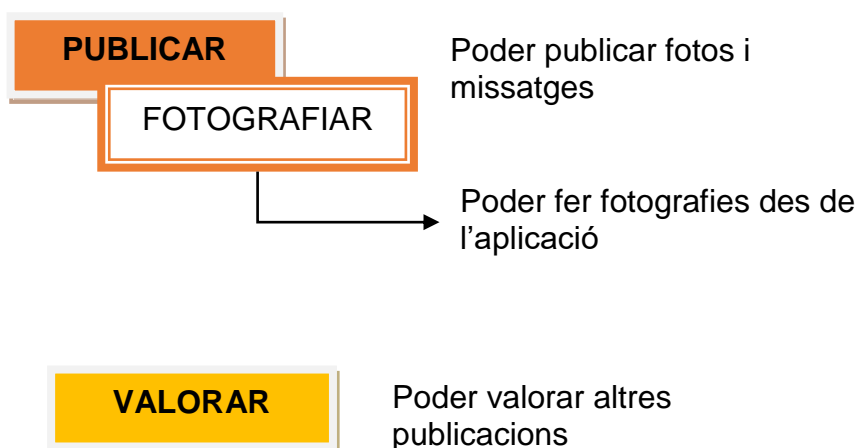 PUBLICAR
Poder publicar fotos i
missatges
FOTOGRAFIAR
Poder fer fotografies des de
l’aplicació
VALORAR
Poder valorar altres
publicacions